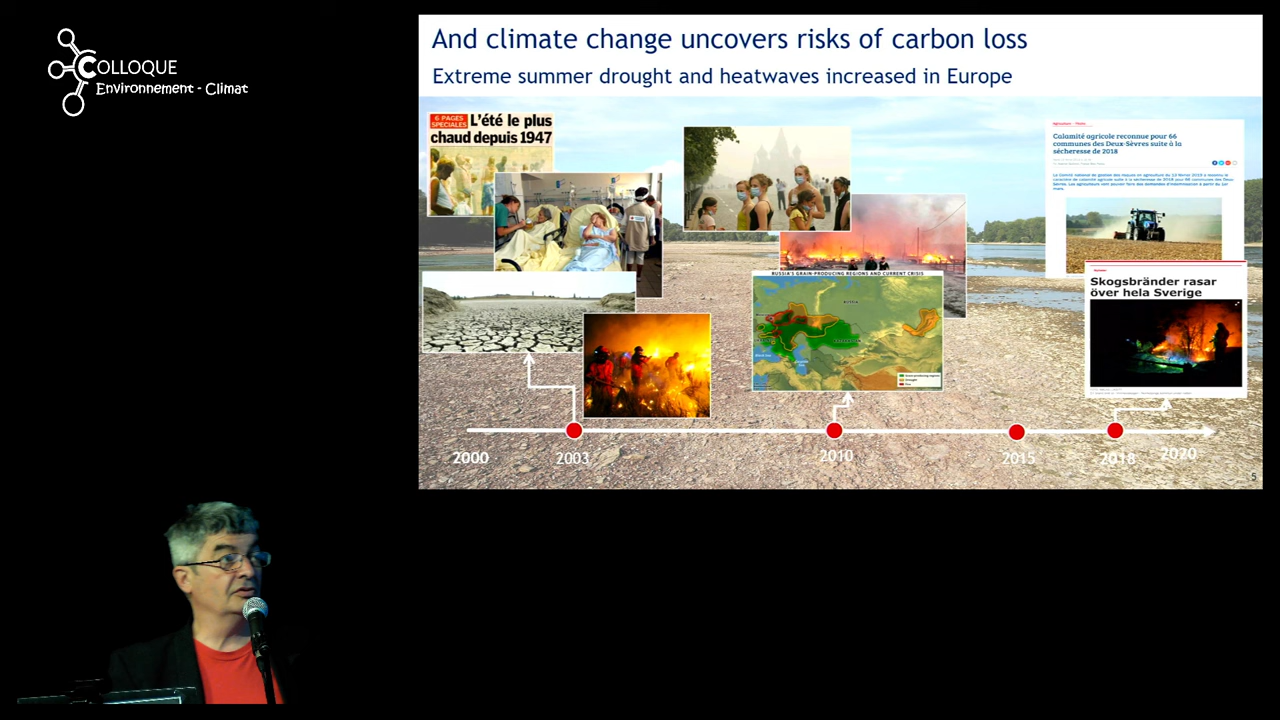 COLLOQUE
Environnement - Climat
And climate change uncovers risks of carbon loss
Extreme summer drought and heatwaves increased in Europe
6 PAGES
SPÉCIALES
L'été le plus
chaud depuis 1947
RUSSIA'S GRAIN-PRODUCING REGIONS AND CURRENT CRISIS
RUSSIA
Calamité agricole reconnue pour 66
communes des Deux-Sèvres suite à la
sécheresse de 2018
Skogsbränder rasar
över hela Sverige
2000
2003
2010
2015
2018
2020
5